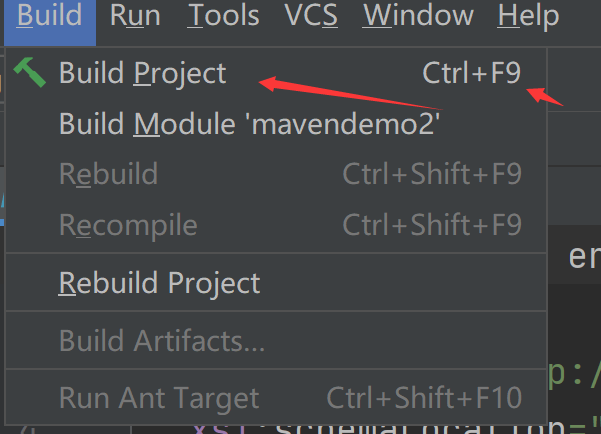 Build Run Tools VCS Window Help
Build Project Ctrl+F9
Build Module 'mavendemo2'
Rebuild Ctrl+Shift+F9
Recompile Ctrl+Shift+F9
er
Rebuild Project
Build Artifacts...
p:/
Run Ant Target Ctrl+Shift+F10
xsi:schemaLocation="